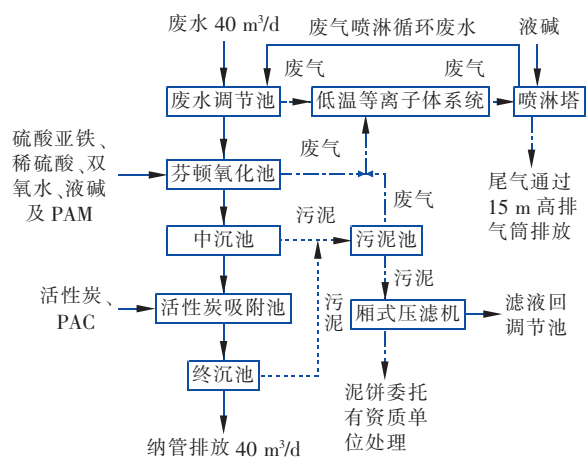 废水 40 m³/d
废气喷淋循环废水
液碱
废气
废气
废水调节池
低温等离子体系统
喷淋塔
硫酸亚铁、
稀硫酸、双
氧水、液碱
及 PAM
废气
芬顿氧化池
废气
尾气通过
15 m 高排
气筒排放
污泥
中沉池
污泥池
污泥
活性炭、
PAC
活性炭吸附池
污泥
厢式压滤机
滤液回
调节池
终沉池
泥饼委托
有资质单
位处理
纳管排放 40 m³/d